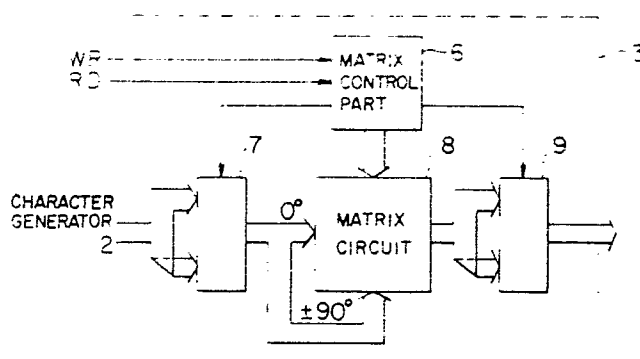 WR
RD
MATRIX
CONTROL
PART
6
3
7
8
9
CHARACTER
GENERATOR
2
0°
MATRIX
CIRCUIT
±90°